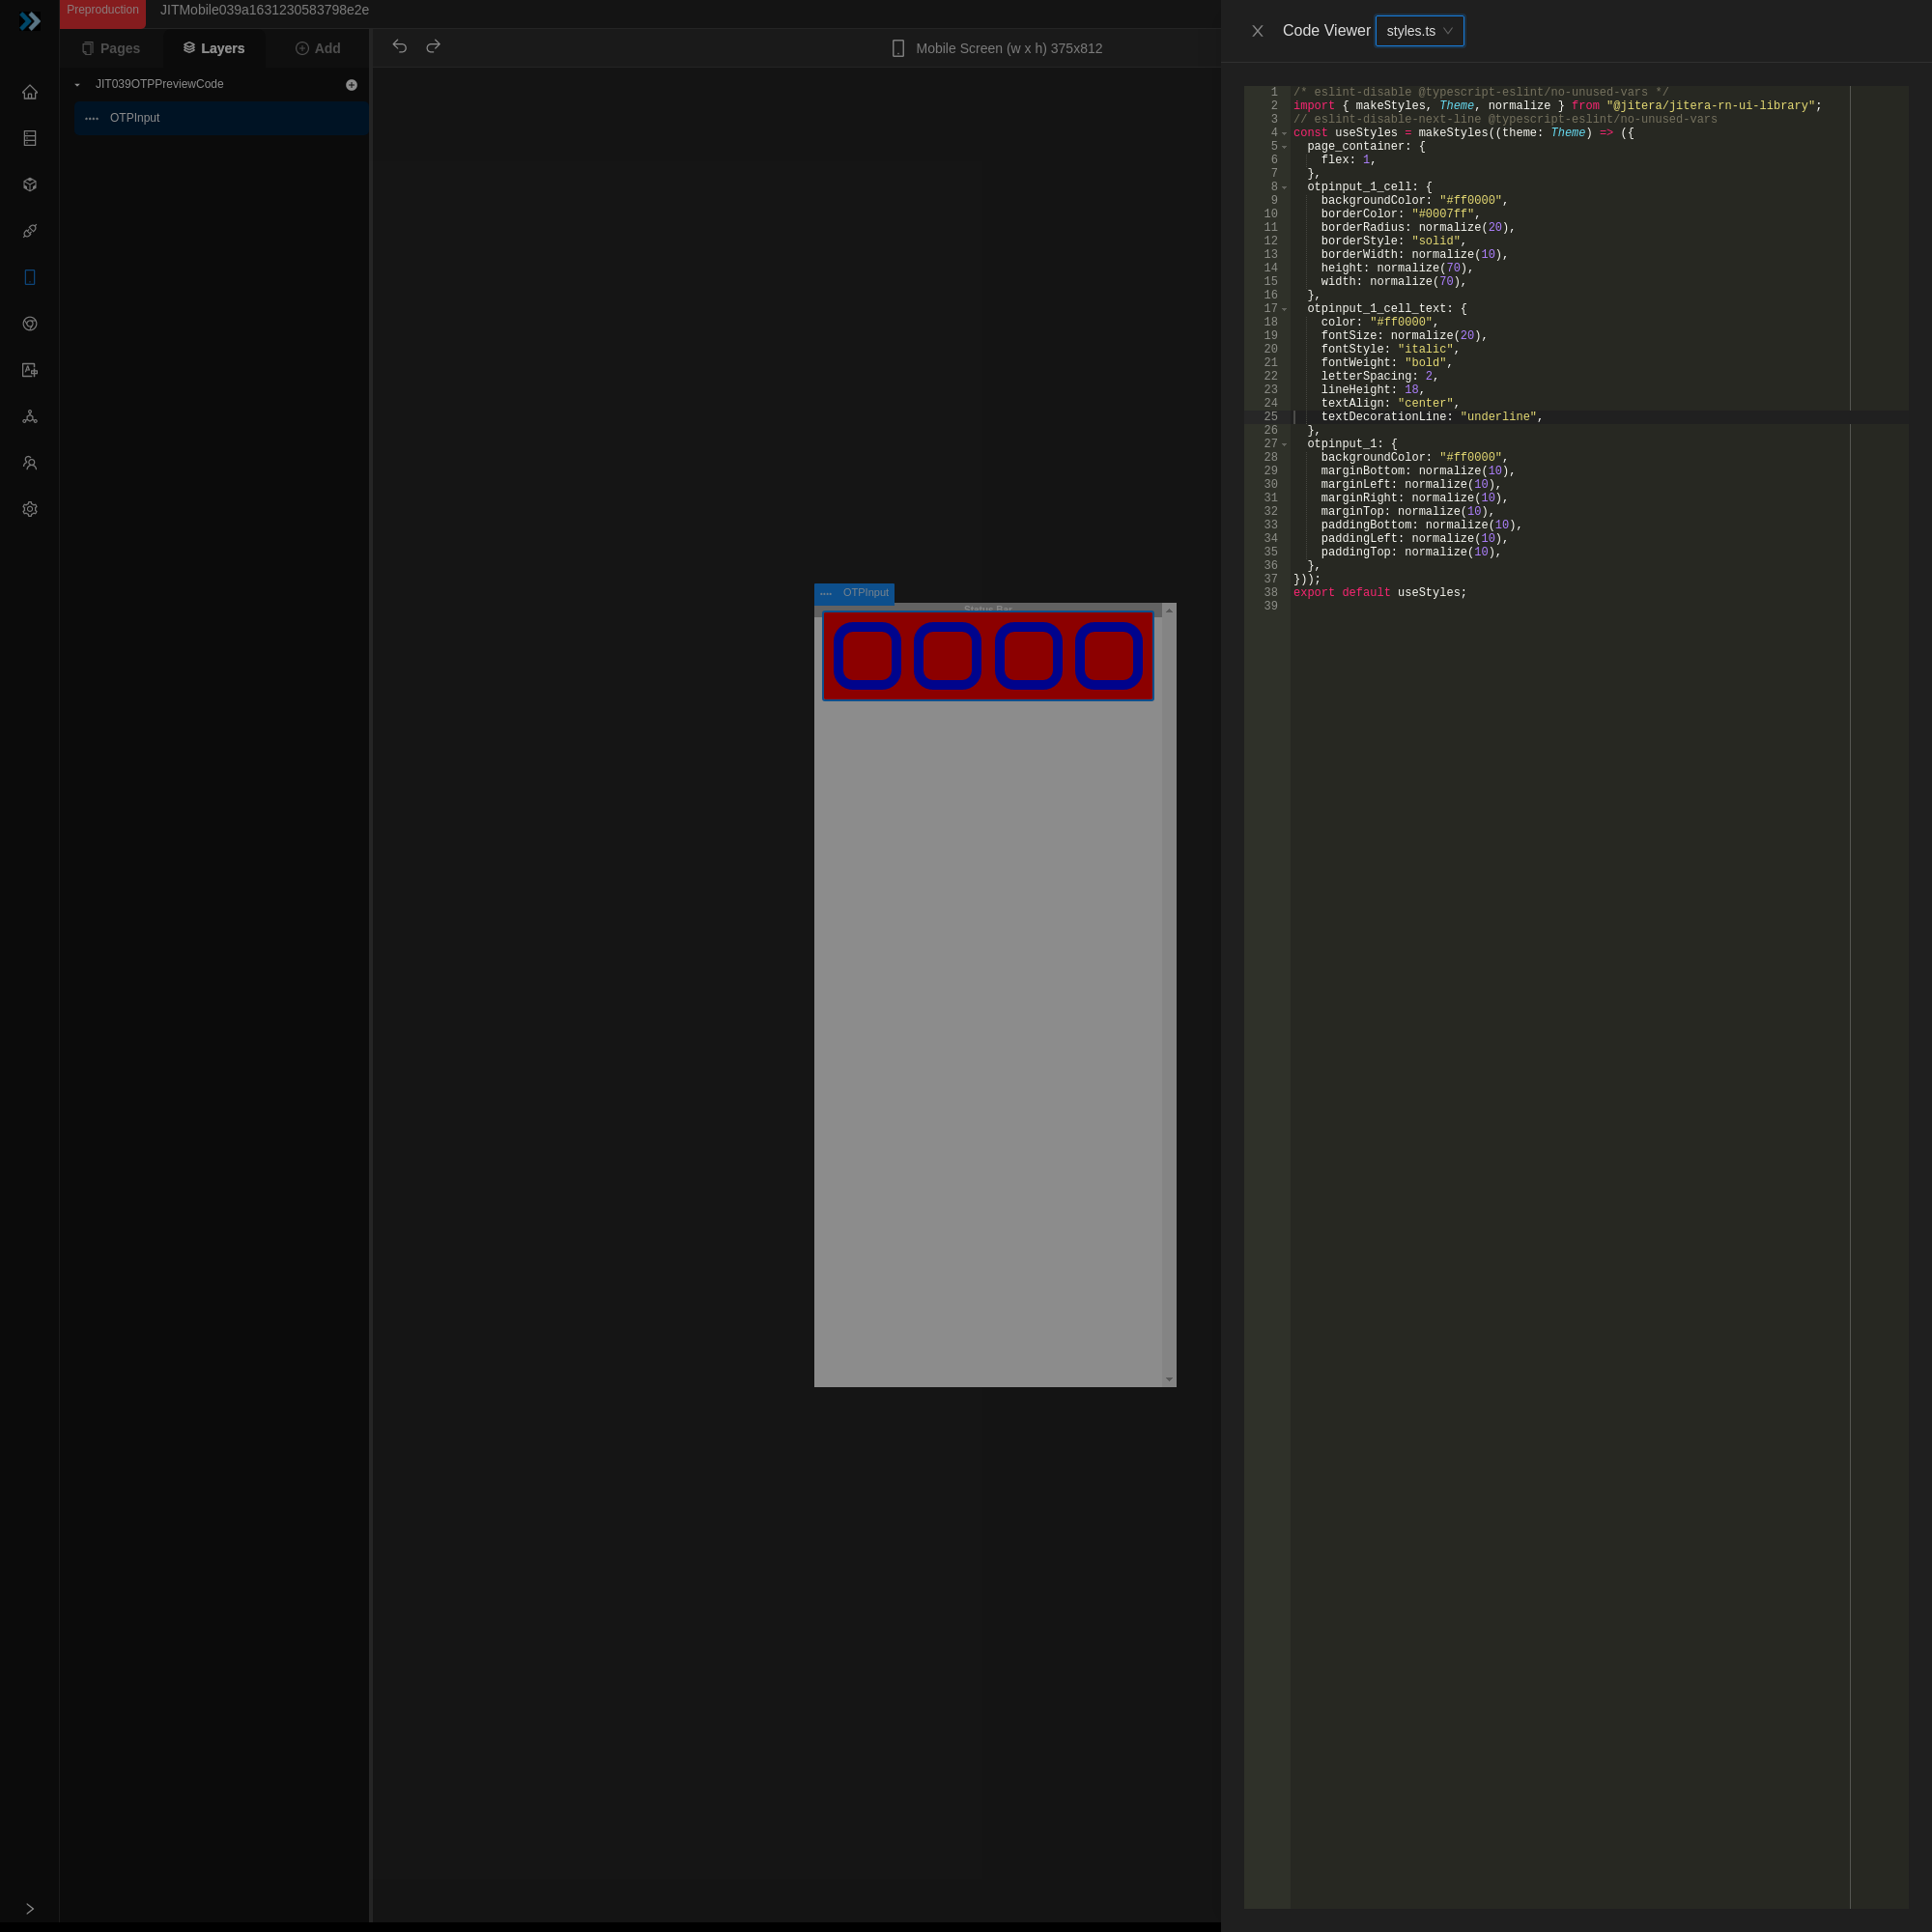 Preproduction
JITMobile039a1631230583798e2e
Pages
Layers
Add
JIT039OTPPreviewCode
OTPInput
Mobile Screen (w x h) 375x812
OTPInput
Status Bar
Code Viewer
styles.ts
1 /* eslint-disable @typescript-eslint/no-unused-vars */
2 import { makeStyles, Theme, normalize } from "@jitera/jitera-rn-ui-library";
3 // eslint-disable-next-line @typescript-eslint/no-unused-vars
4 const useStyles = makeStyles((theme: Theme) => ({
5   page_container: {
6     flex: 1,
7   },
8   otpinput_1_cell: {
9     backgroundColor: "#ff0000",
10     borderColor: "#0007ff",
11     borderRadius: normalize(20),
12     borderStyle: "solid",
13     borderWidth: normalize(10),
14     height: normalize(70),
15     width: normalize(70),
16   },
17   otpinput_1_cell_text: {
18     color: "#ff0000",
19     fontSize: normalize(20),
20     fontStyle: "italic",
21     fontWeight: "bold",
22     letterSpacing: 2,
23     lineHeight: 18,
24     textAlign: "center",
25     textDecorationLine: "underline",
26   },
27   otpinput_1: {
28     backgroundColor: "#ff0000",
29     marginBottom: normalize(10),
30     marginLeft: normalize(10),
31     marginRight: normalize(10),
32     marginTop: normalize(10),
33     paddingBottom: normalize(10),
34     paddingLeft: normalize(10),
35     paddingTop: normalize(10),
36   },
37 }));
38 export default useStyles;
39